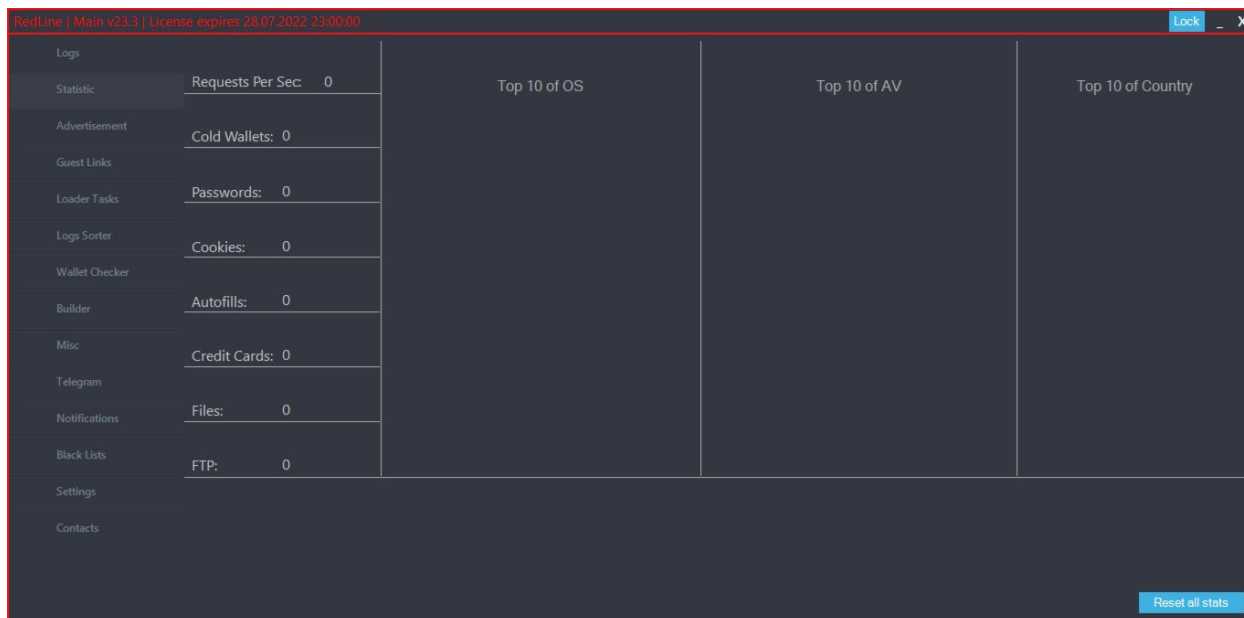 RedLine | Main v23.3 | License expires 28.07.2022 23:00:00
Lock _ X
Logs
Statistic
Advertisement
Guest Links
Loader Tasks
Logs Sorter
Wallet Checker
Builder
Misc
Telegram
Notifications
Black Lists
Settings
Contacts
Requests Per Sec: 0
Cold Wallets: 0
Passwords: 0
Cookies: 0
Autofills: 0
Credit Cards: 0
Files: 0
FTP: 0
Top 10 of OS
Top 10 of AV
Top 10 of Country
Reset all stats